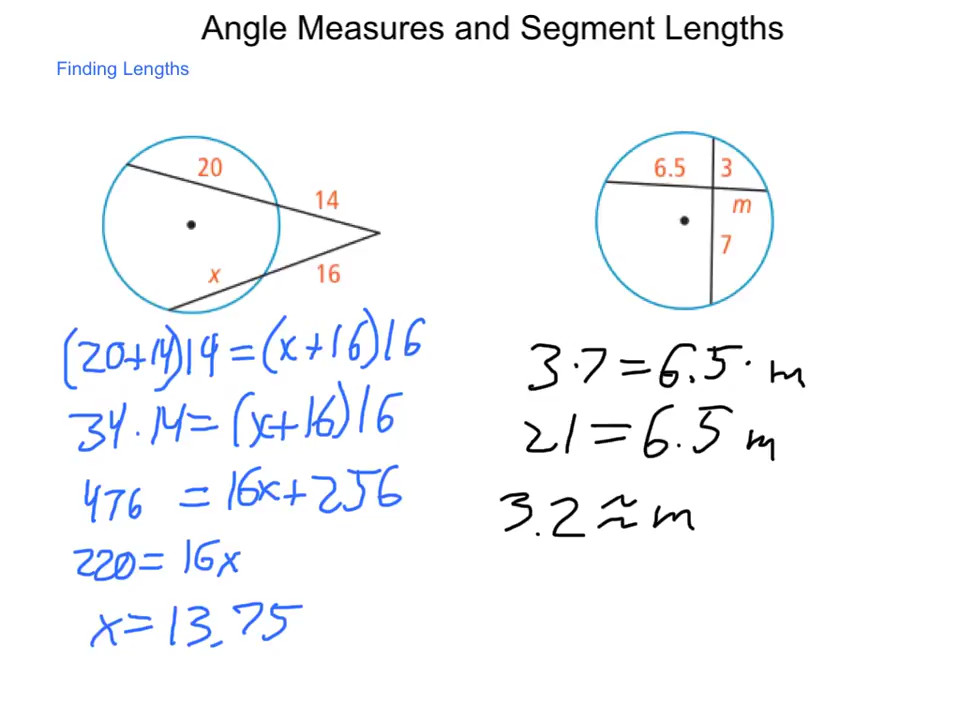 Angle Measures and Segment Lengths
Finding Lengths
20
14
x
16
6.5
3
m
7
(20+14)14=(x+16)16
34·14=(x+16)16
476 =16x+256
220=16x
x=13.75
3·7=6.5·m
21=6.5m
3.2≈m